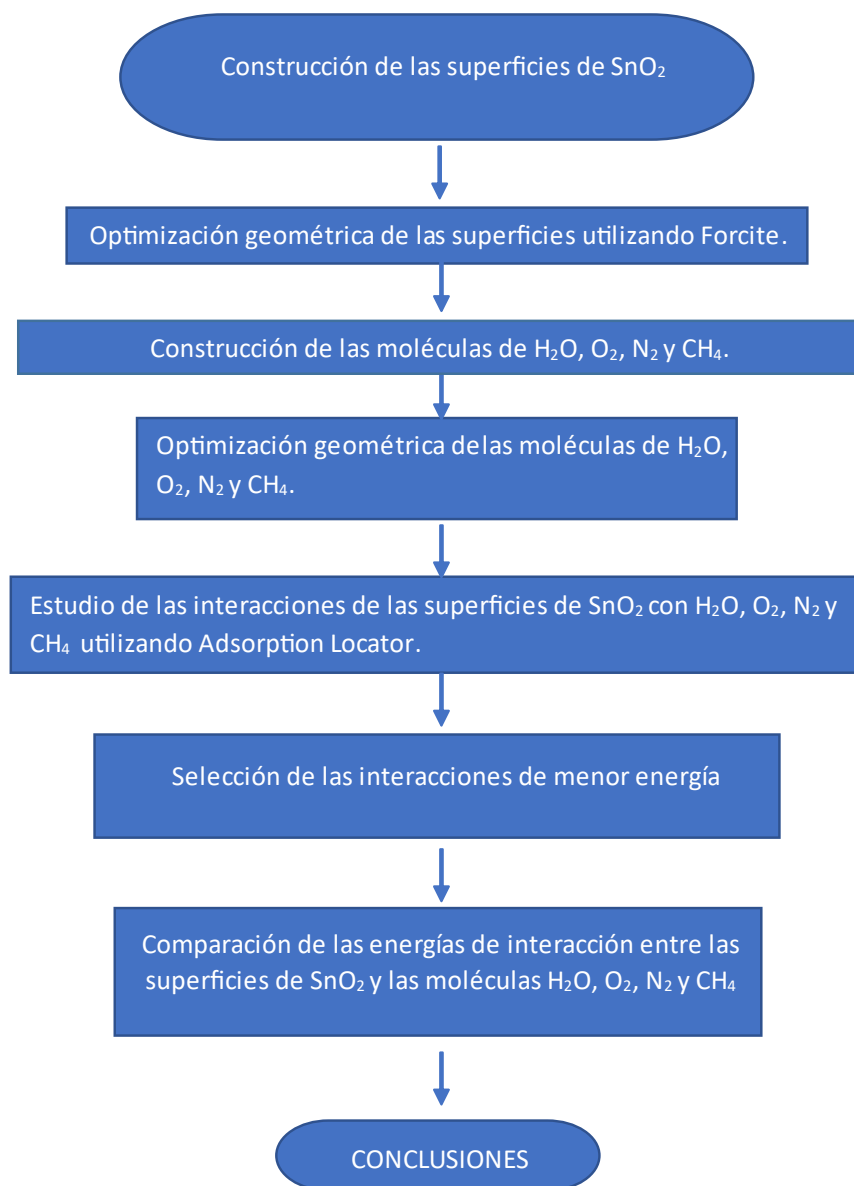 Construcción de las superficies de SnO₂
Optimización geométrica de las superficies utilizando Forcite.
Construcción de las moléculas de H₂O, O₂, N₂ y CH₄.
Optimización geométrica delas moléculas de H₂O,
O₂, N₂ y CH₄.
Estudio de las interacciones de las superficies de SnO₂ con H₂O, O₂, N₂ y
CH₄ utilizando Adsorption Locator.
Selección de las interacciones de menor energía
Comparación de las energías de interacción entre las
superficies de SnO₂ y las moléculas H₂O, O₂, N₂ y CH₄
CONCLUSIONES